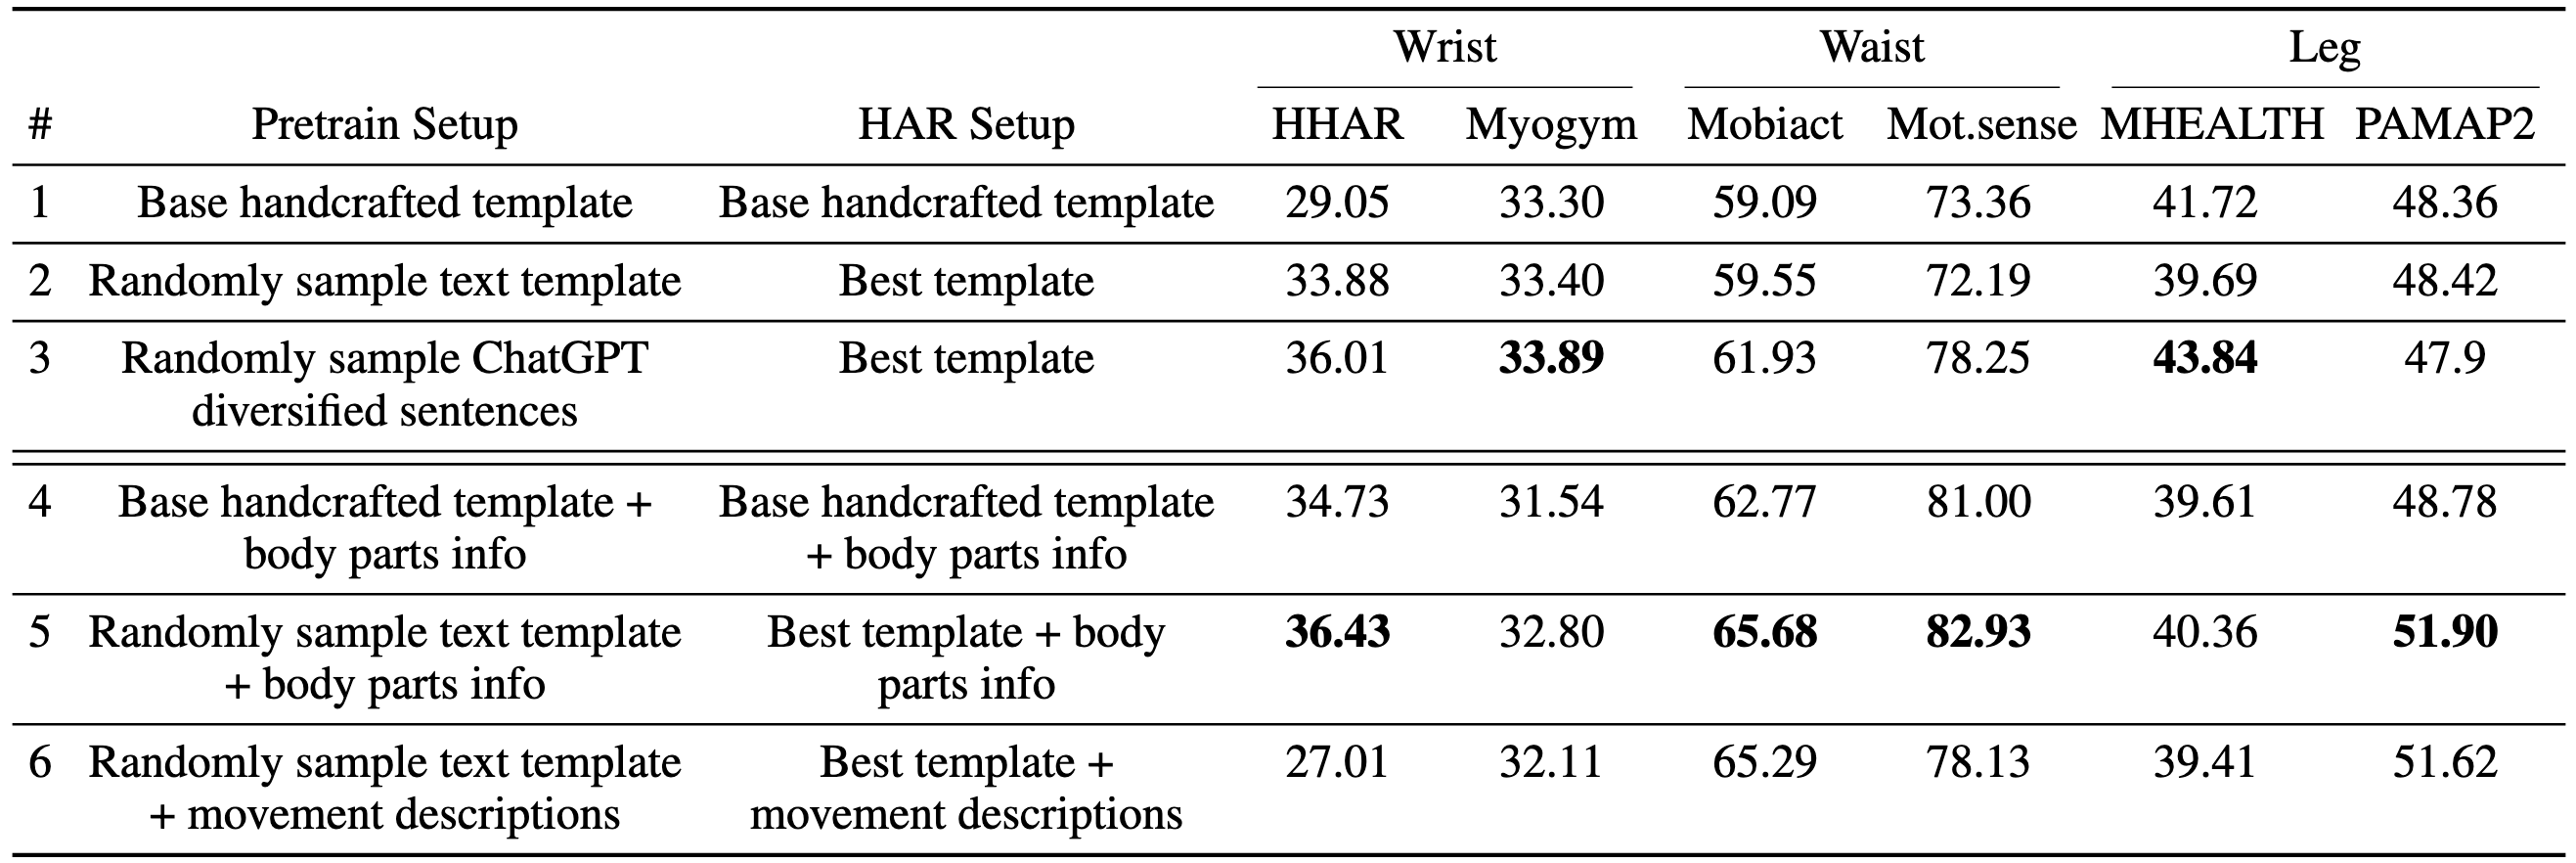 Wrist Waist Leg
# Pretrain Setup HAR Setup HHAR Myogym Mobiact Mot.sense MHEALTH PAMAP2
1 Base handcrafted template Base handcrafted template 29.05 33.30 59.09 73.36 41.72 48.36
2 Randomly sample text template Best template 33.88 33.40 59.55 72.19 39.69 48.42
3 Randomly sample ChatGPT Best template 36.01 33.89 61.93 78.25 43.84 47.9
diversified sentences
4 Base handcrafted template + Base handcrafted template 34.73 31.54 62.77 81.00 39.61 48.78
body parts info + body parts info
5 Randomly sample text template Best template + body 36.43 32.80 65.68 82.93 40.36 51.90
+ body parts info parts info
6 Randomly sample text template Best template + 27.01 32.11 65.29 78.13 39.41 51.62
+ movement descriptions movement descriptions